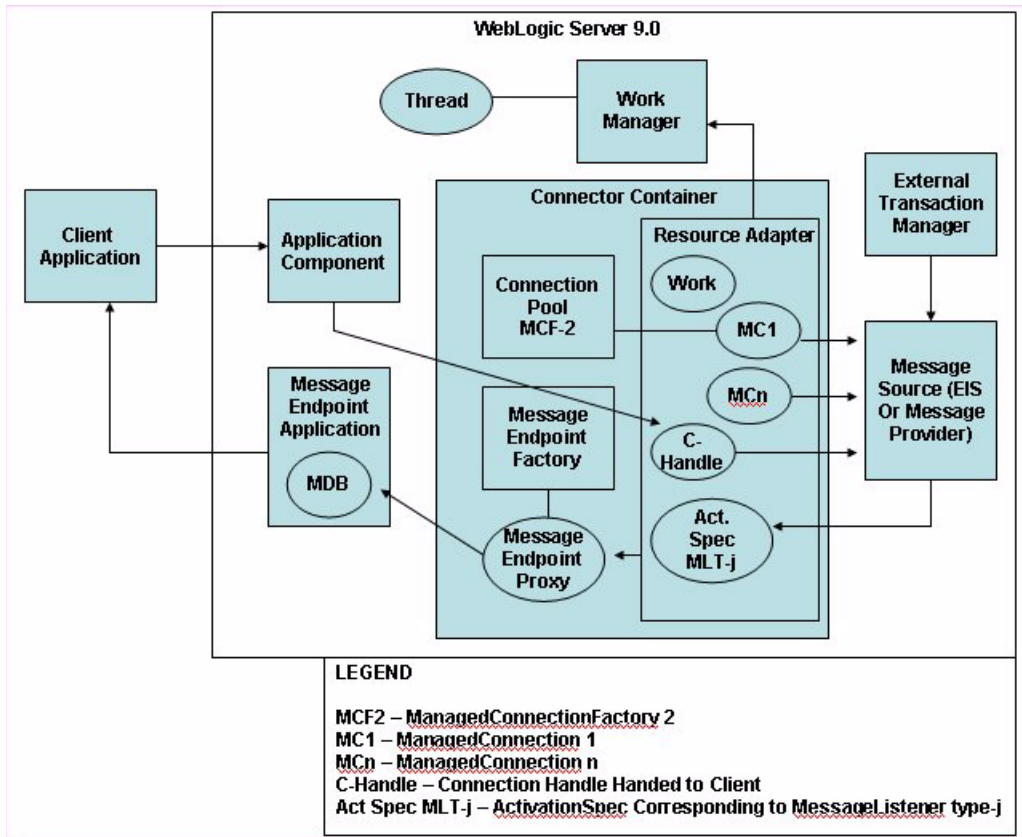 WebLogic Server 9.0
Thread
Work
Manager
External
Transaction
Manager
Connector Container
Client
Application
Application
Component
Resource Adapter
Work
Connection
Pool
MCF-2
MC1
Message
Source (EIS
Or Message
Provider)
MCn
Message
Endpoint
Application
MDB
Message
Endpoint
Factory
C-
Handle
Act.
Spec
MLT-j
Message
Endpoint
Proxy
LEGEND
MCF2 – ManagedConnectionFactory 2
MC1 – ManagedConnection 1
MCn – ManagedConnection n
C-Handle – Connection Handle Handed to Client
Act Spec MLT-j – ActivationSpec Corresponding to MessageListener type-j